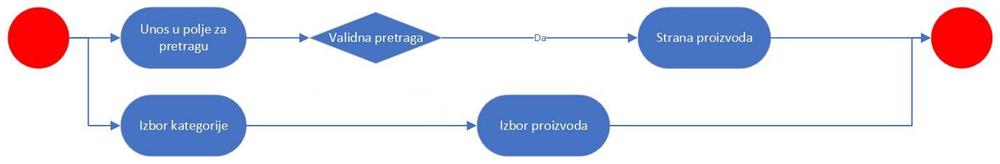 Unos u polje za
pretragu
Validna pretraga
Da
Strana proizvoda
Izbor kategorije
Izbor proizvoda